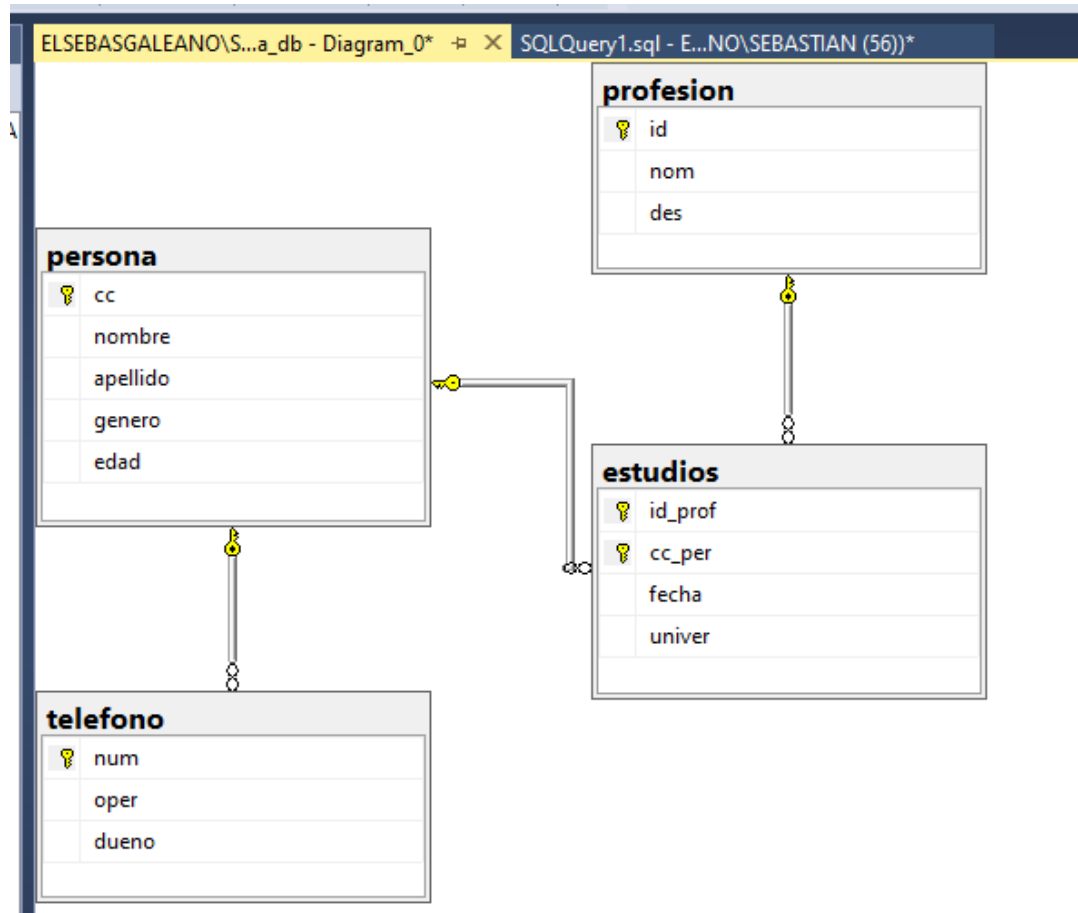 ELSEBASGALEANO\S...a_db - Diagram_0*
SQLQuery1.sql - E...NO\SEBASTIAN (56))*
profesion
id
nom
des
persona
cc
nombre
apellido
genero
edad
estudios
id_prof
cc_per
fecha
univer
telefono
num
oper
dueno